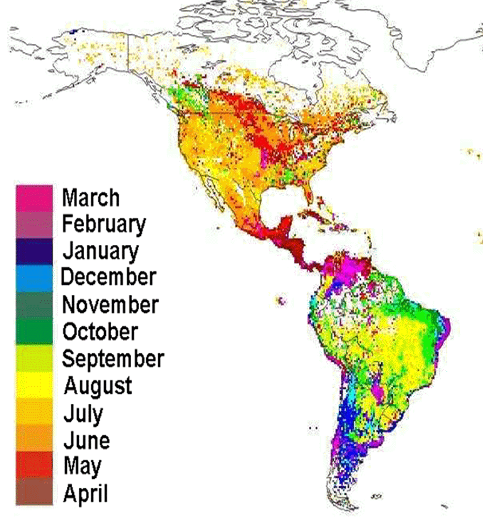 March
February
January
December
November
October
September
August
July
June
May
April